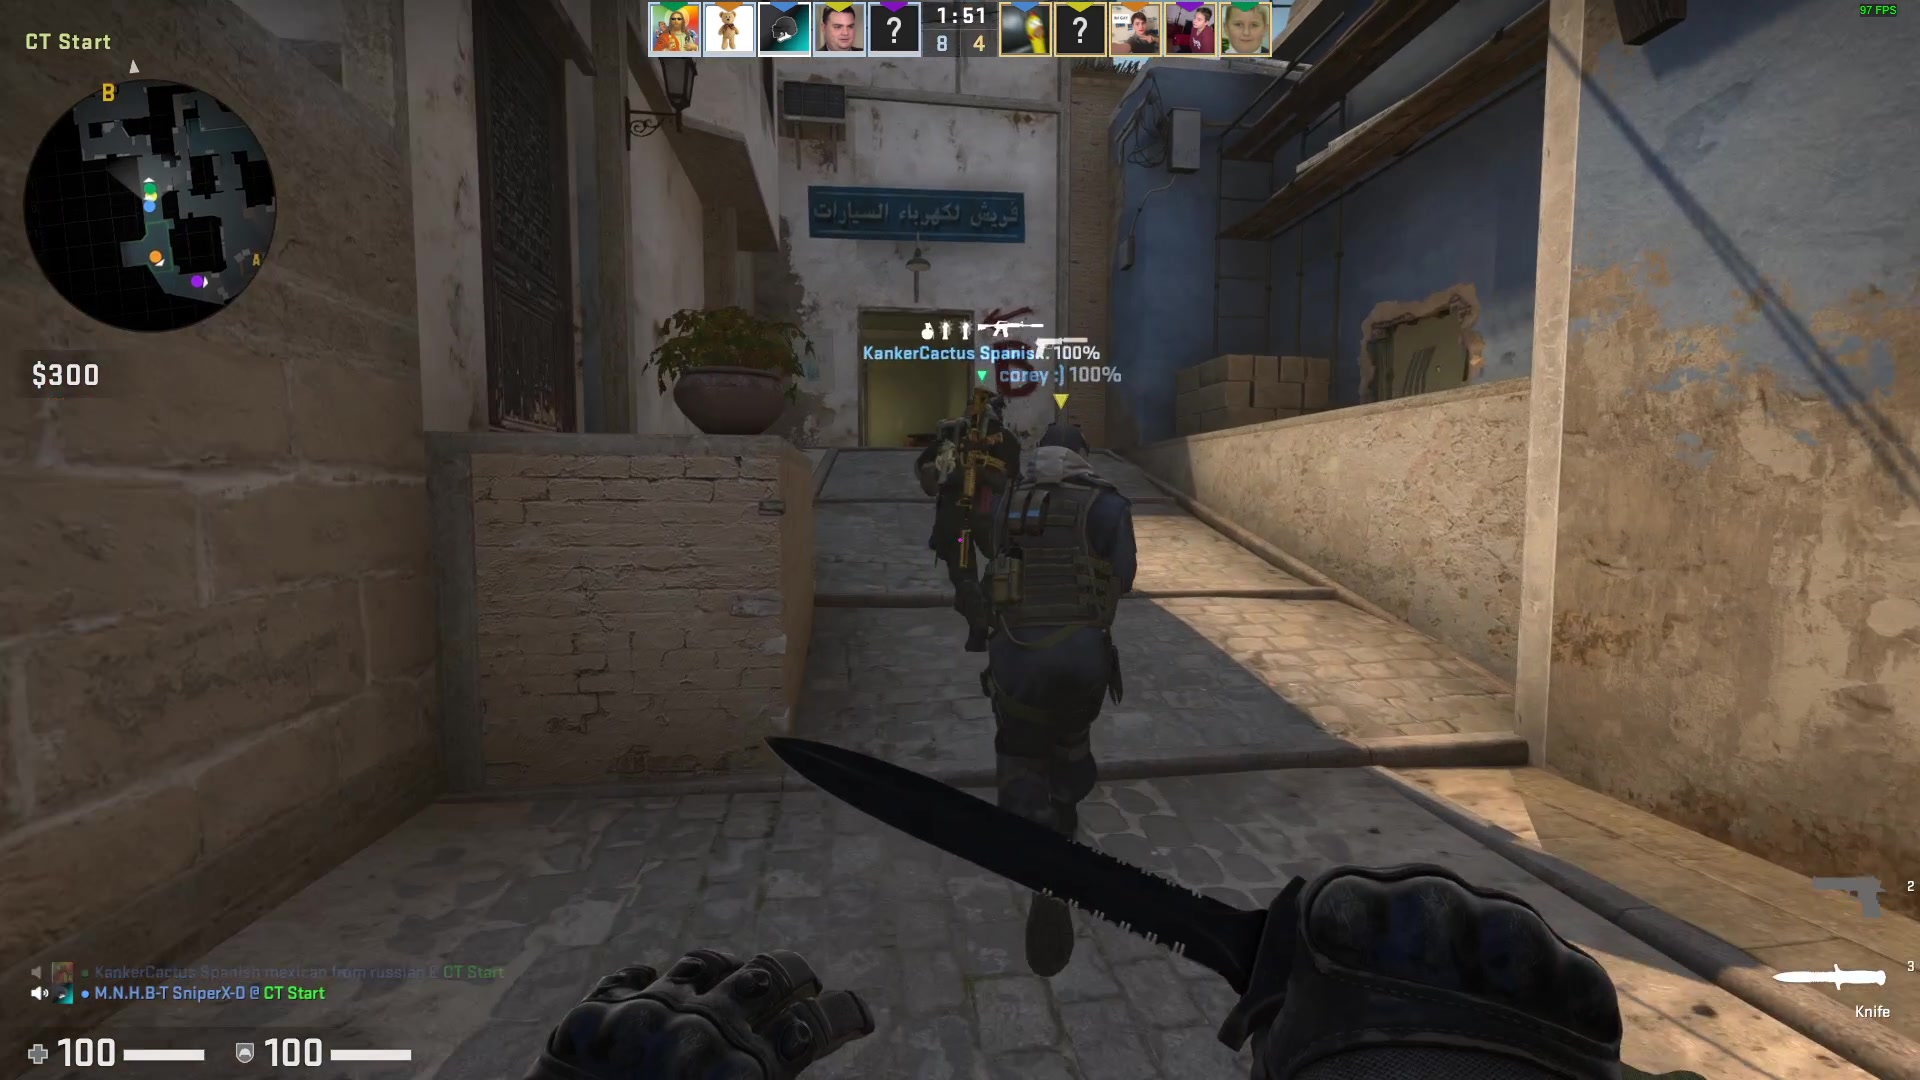 97 FPS
CT Start
1:51
8 4
?
?
B
A
$300
فريش لكهرباء السيارات
KankerCactus Spanish. 100%
corey :) 100%
B
KankerCactus Spanish mexican from russian @ CT Start
M.N.H.B-T SniperX-D @ CT Start
100
100
2
3
Knife